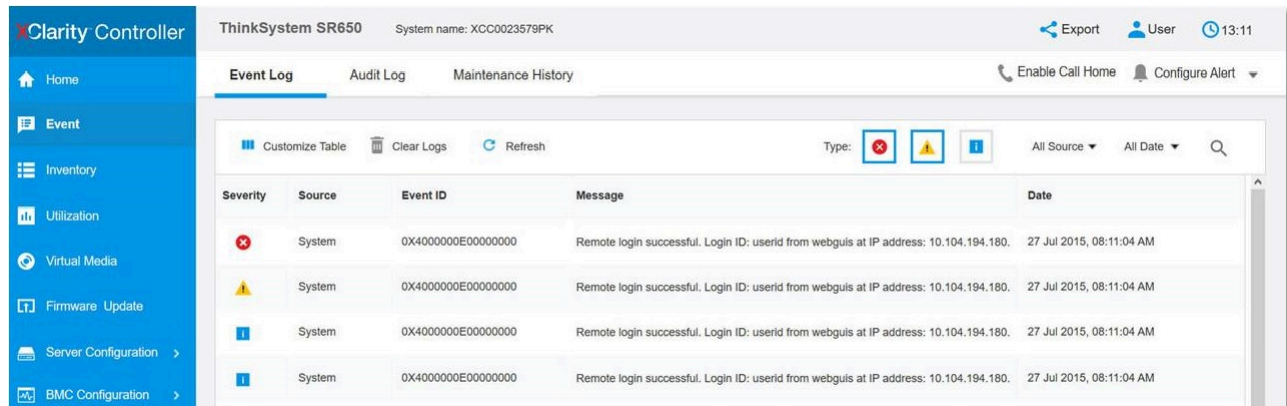 XClarity Controller
ThinkSystem SR650 System name: XCC0023579PK Export User 13:11
Home
Event Log Audit Log Maintenance History Enable Call Home Configure Alert
Event
Customize Table Clear Logs Refresh Type: All Source All Date
Inventory
Severity Source Event ID Message Date
Utilization
System 0X4000000E00000000 Remote login successful. Login ID: userid from webguis at IP address: 10.104.194.180. 27 Jul 2015, 08:11:04 AM
Virtual Media
System 0X4000000E00000000 Remote login successful. Login ID: userid from webguis at IP address: 10.104.194.180. 27 Jul 2015, 08:11:04 AM
Firmware Update
System 0X4000000E00000000 Remote login successful. Login ID: userid from webguis at IP address: 10.104.194.180. 27 Jul 2015, 08:11:04 AM
Server Configuration
System 0X4000000E00000000 Remote login successful. Login ID: userid from webguis at IP address: 10.104.194.180. 27 Jul 2015, 08:11:04 AM
BMC Configuration